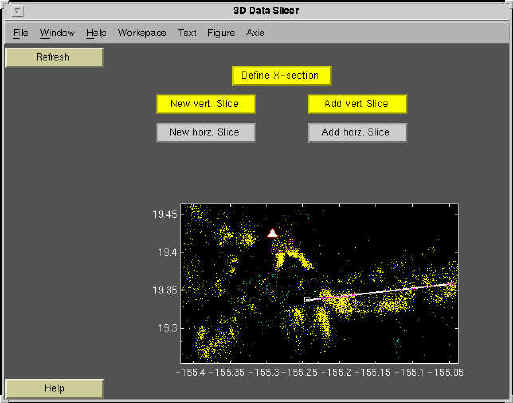 3D Data Slicer
File Window Help Workspace Text Figure Axie
Refresh
Define X-section
New vert. Slice Add vert. Slice
New horz. Slice Add horz. Slice
19.45
19.4
19.35
19.3
-155.4 -155.35 -155.3 -155.25 -155.2 -155.15 -155.1 -155.05
Help